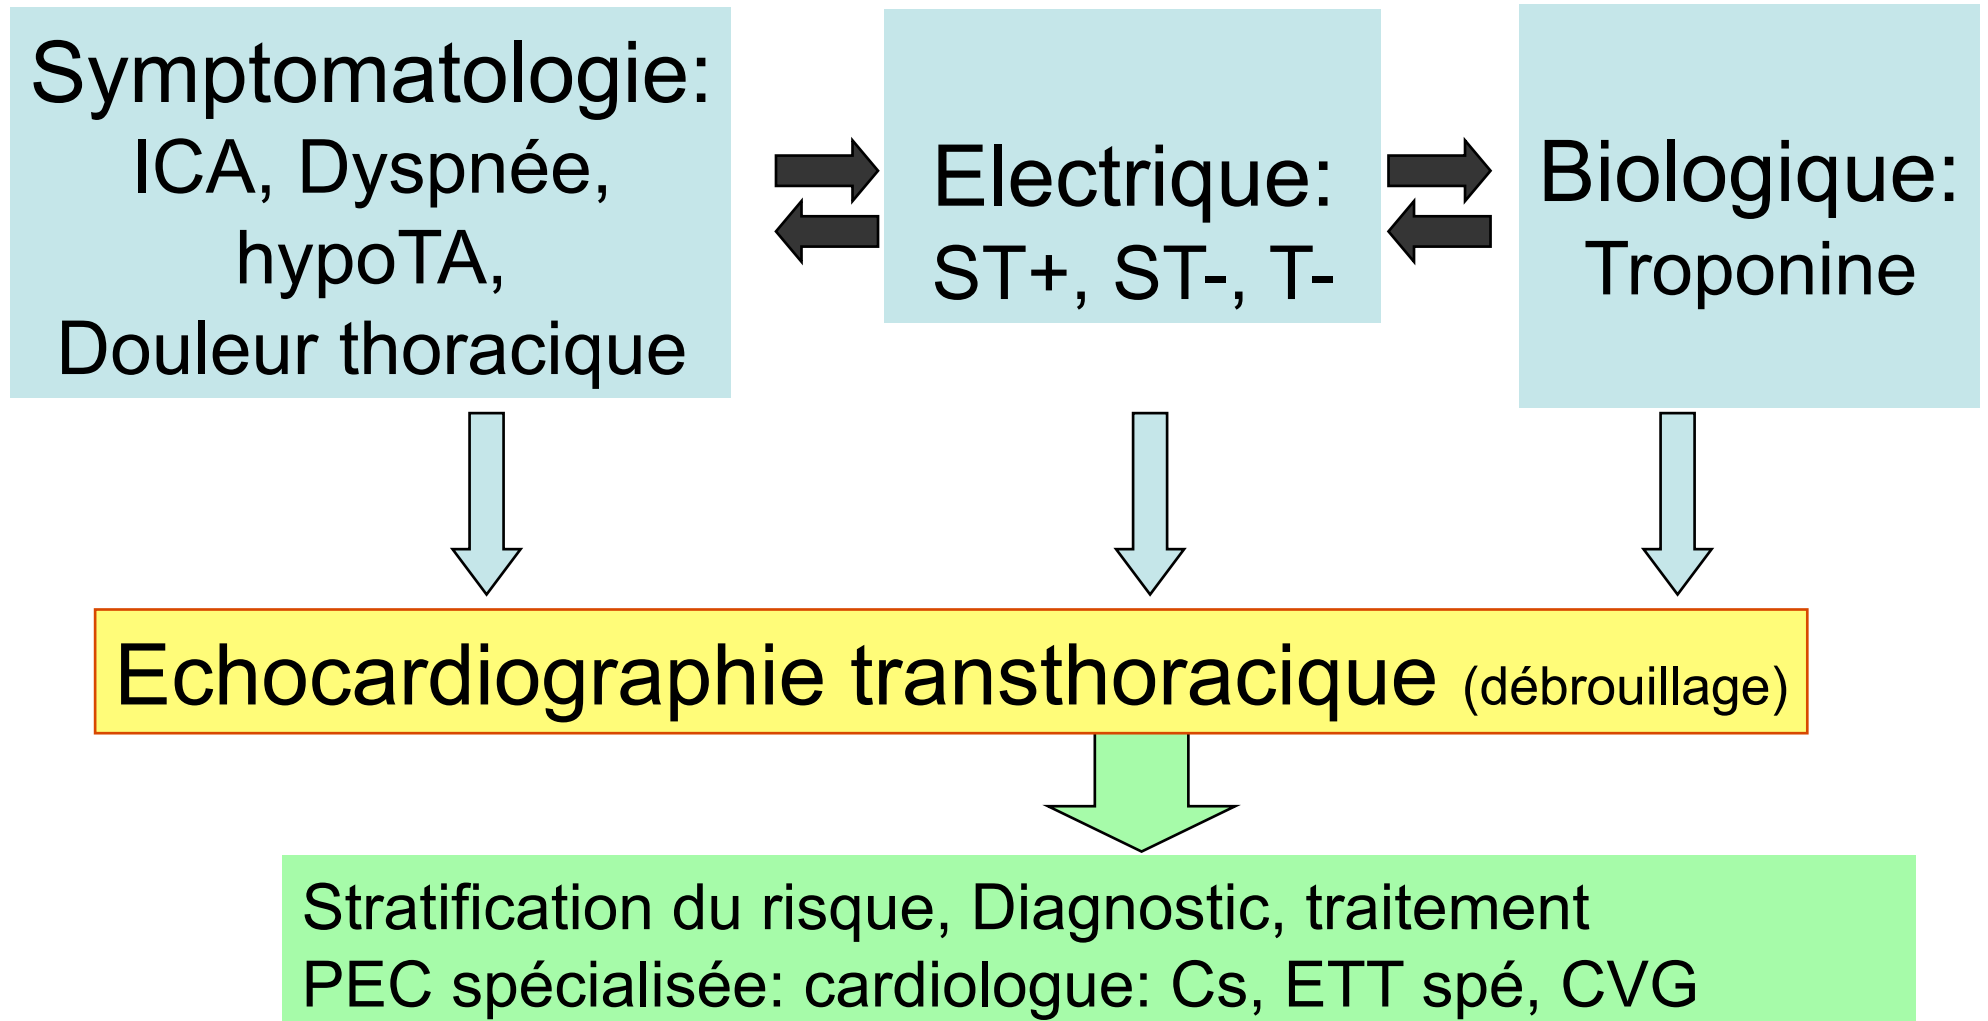 Symptomatologie:
ICA, Dyspnée,
hypoTA,
Douleur thoracique
Electrique:
ST+, ST-, T-
Biologique:
Troponine
Echocardiographie transthoracique (débrouillage)
Stratification du risque, Diagnostic, traitement
PEC spécialisée: cardiologue: Cs, ETT spé, CVG